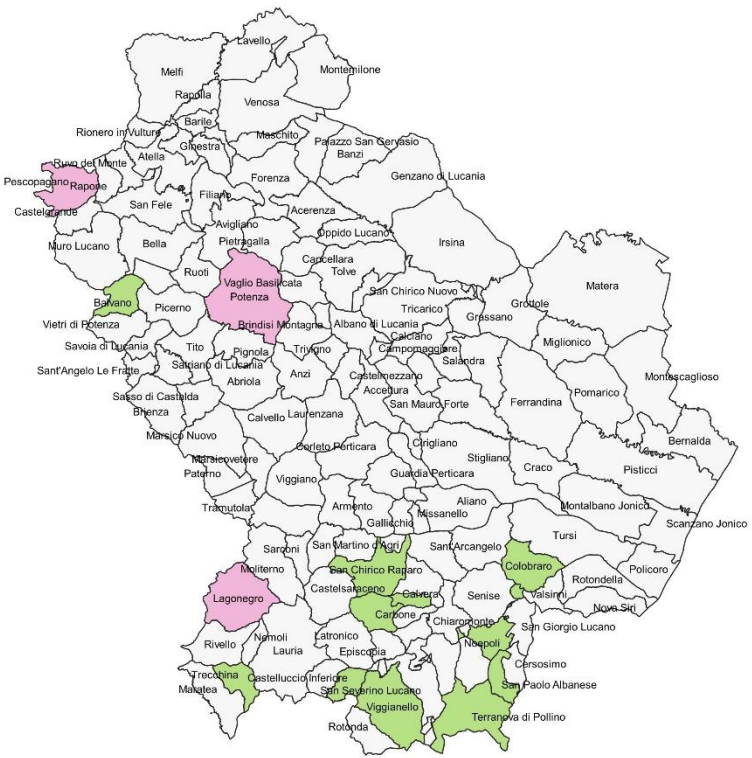 Lavello
Melfi
Montemilone
Rapolla
Venosa
Barile
Rionero in Vulture
Maschito
Ginestra
Palazzo San Gervasio
Atella
Banzi
Ruvo del Monte
Genzano di Lucania
Forenza
Pescopagano
Rapone
Filiano
San Fele
Castelgrande
Acerenza
Avigliano
Oppido Lucano
Muro Lucano
Bella
Pietragalla
Irsina
Cancellara
Ruoti
Tolve
Vaglio Basilicata
Matera
San Chirico Nuovo
Potenza
Balvano
Grottole
Picerno
Tricarico
Grassano
Vietri di Potenza
Brindisi Montagna
Albano di Lucania
Calciano
Miglionico
Savoia di Lucania
Tito
Pignola
Trivigno
Campomaggiore
Salandra
Satriano di Lucania
Sant'Angelo Le Fratte
Anzi
Castelmezzano
Montescaglioso
Abriola
Accettura
Pomarico
Sasso di Castalda
Ferrandina
San Mauro Forte
Brienza
Calvello
Laurenzana
Marsico Nuovo
Bernalda
Corleto Perticara
Cirigliano
Stigliano
Marsicovetere
Craco
Pisticci
Paterno
Guardia Perticara
Viggiano
Aliano
Tramutola
Armento
Montalbano Jonico
Missanello
Gallicchio
Scanzano Jonico
Tursi
Sarconi
San Martino d'Agri
Sant'Arcangelo
Moliterno
San Chirico Raparo
Colobraro
Policoro
Rotondella
Castelsaraceno
Calvera
Senise
Valsinni
Lagonegro
Nova Siri
Carbone
Chiaromonte
San Giorgio Lucano
Nemoli
Latronico
Rivello
Lauria
Episcopia
Noepoli
Cersosimo
Trecchina
Castelluccio Inferiore
San Paolo Albanese
Maratea
San Severino Lucano
Viggianello
Terranova di Pollino
Rotonda